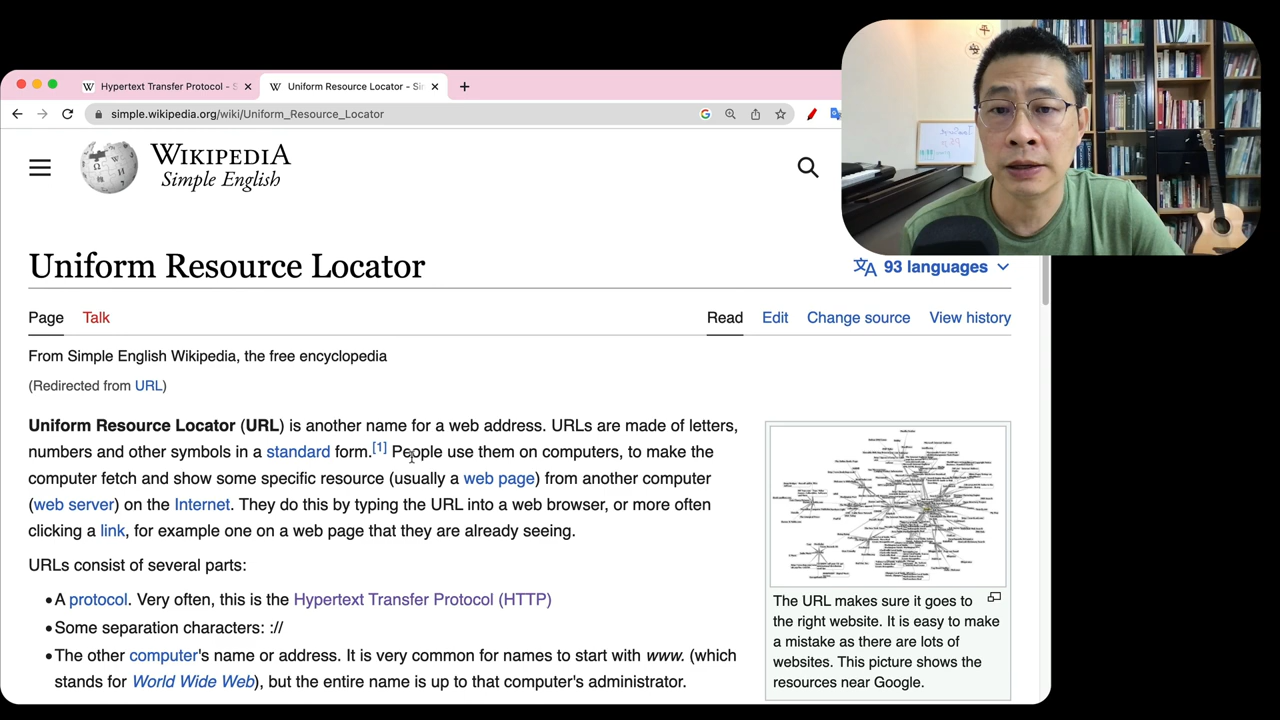 Hypertext Transfer Protocol - S
Uniform Resource Locator - Si
simple.wikipedia.org/wiki/Uniform_Resource_Locator
WIKIPEDIA
Simple English
Uniform Resource Locator
93 languages
Page Talk Read Edit Change source View history
From Simple English Wikipedia, the free encyclopedia
(Redirected from URL)
Uniform Resource Locator (URL) is another name for a web address. URLs are made of letters,
numbers and other symbols in a standard form.[1] People use them on computers, to make the
computer fetch and show some specific resource (usually a web page) from another computer
(web server) on the Internet. They do this by typing the URL into a web browser, or more often
clicking a link, for example one on a web page that they are already seeing.
URLs consist of several parts:
• A protocol. Very often, this is the Hypertext Transfer Protocol (HTTP)
• Some separation characters: ://
• The other computer's name or address. It is very common for names to start with www. (which
stands for World Wide Web), but the entire name is up to that computer's administrator.
The URL makes sure it goes to
the right website. It is easy to make
a mistake as there are lots of
websites. This picture shows the
resources near Google.